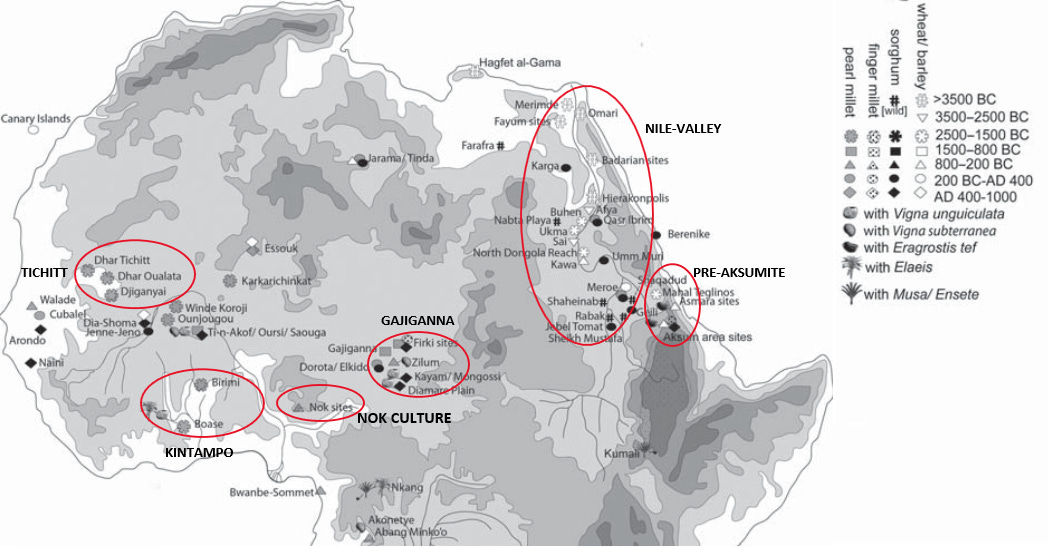 Hagfet al-Gama
Canary Islands
Merimde
Omari
Fayum sites
NILE-VALLEY
Farafra
Jarama/ Tinda
Karga
Badarian sites
Hierakonpolis
Buhen
Afya
Nabta Playa
Qasr Ibrim
Ukma
Berenike
Sai
Essouk
North Dongola Reach
Kawa
Umm Muri
Dhar Tichitt
TICHITT
Dhar Oualata
Karkarichinkat
Shaqadud
PRE-AKSUMITE
Djiganyai
Meroe
Mahal Teglinos
Walade
Shaheinab
Asmara sites
Cubalel
Winde Koroji
Rabak
Dia-Shoma
Ounjougou
GAJIGANNA
Jebel Tomat
Jenne-Jeno
Ti-n-Akof/ Oursi/ Saouga
Firki sites
Sheikh Mustafa
Aksum area sites
Arondo
Gajiganna
Naini
Dorota/ Elkido
Zilum
Kayam/ Mongossi
Birimi
Diamare Plain
Nok sites
NOK CULTURE
Boase
KINTAMPO
Kumali
Bwanbe-Sommet
Nkang
Akonetye
Abang Minko'o
pearl millet
finger millet
sorghum
[wild]
wheat/ barley
>3500 BC
3500–2500 BC
2500–1500 BC
1500–800 BC
800–200 BC
200 BC-AD 400
AD 400-1000
with Vigna unguiculata
with Vigna subterranea
with Eragrostis tef
with Elaeis
with Musa/ Ensete